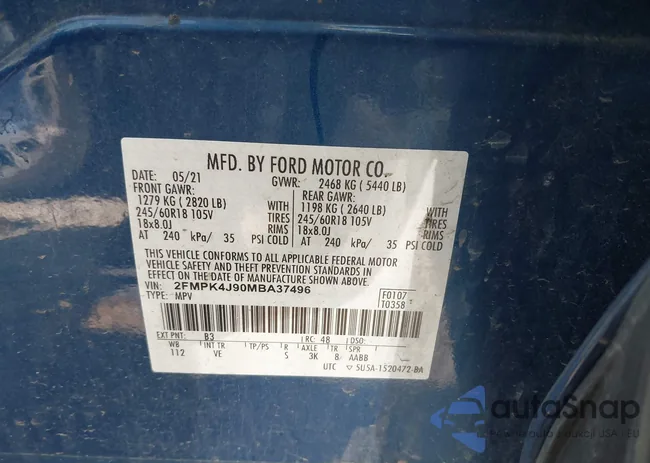 MFD. BY FORD MOTOR CO.
DATE: 05/21 GVWR: 2468 KG ( 5440 LB)
FRONT GAWR: REAR GAWR:
1279 KG ( 2820 LB) WITH 1198 KG ( 2640 LB) WITH
245/60R18 105V TIRES 245/60R18 105V TIRES
18x8.0J RIMS 18x8.0J RIMS
AT 240 kPa/ 35 PSI COLD AT 240 kPa/ 35 PSI COLD
THIS VEHICLE CONFORMS TO ALL APPLICABLE FEDERAL MOTOR
VEHICLE SAFETY AND THEFT PREVENTION STANDARDS IN
EFFECT ON THE DATE OF MANUFACTURE SHOWN ABOVE.
VIN: 2FMPK4J90MBA37496 F0107
TYPE: MPV T0358
EXT PNT: B3 RC: 48 DSO:
WB INT TR TP/PS R AXLE TR SPR
112 VE S 3K 8 AABB
UTC 5U5A-1520472-BA
autoSnap
USA - EU